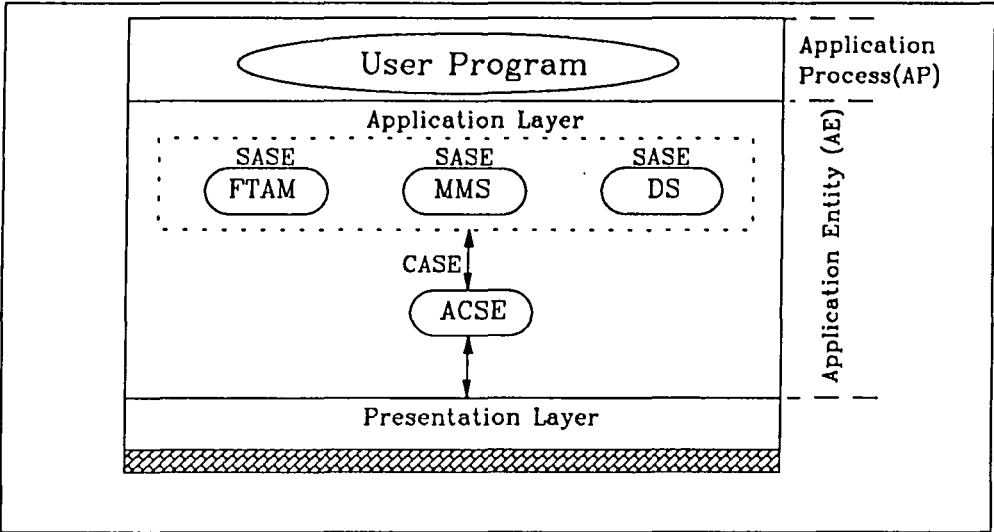 User Program
Application
Process(AP)
Application Layer
SASE SASE SASE
FTAM MMS DS
CASE
ACSE
Application Entity (AE)
Presentation Layer